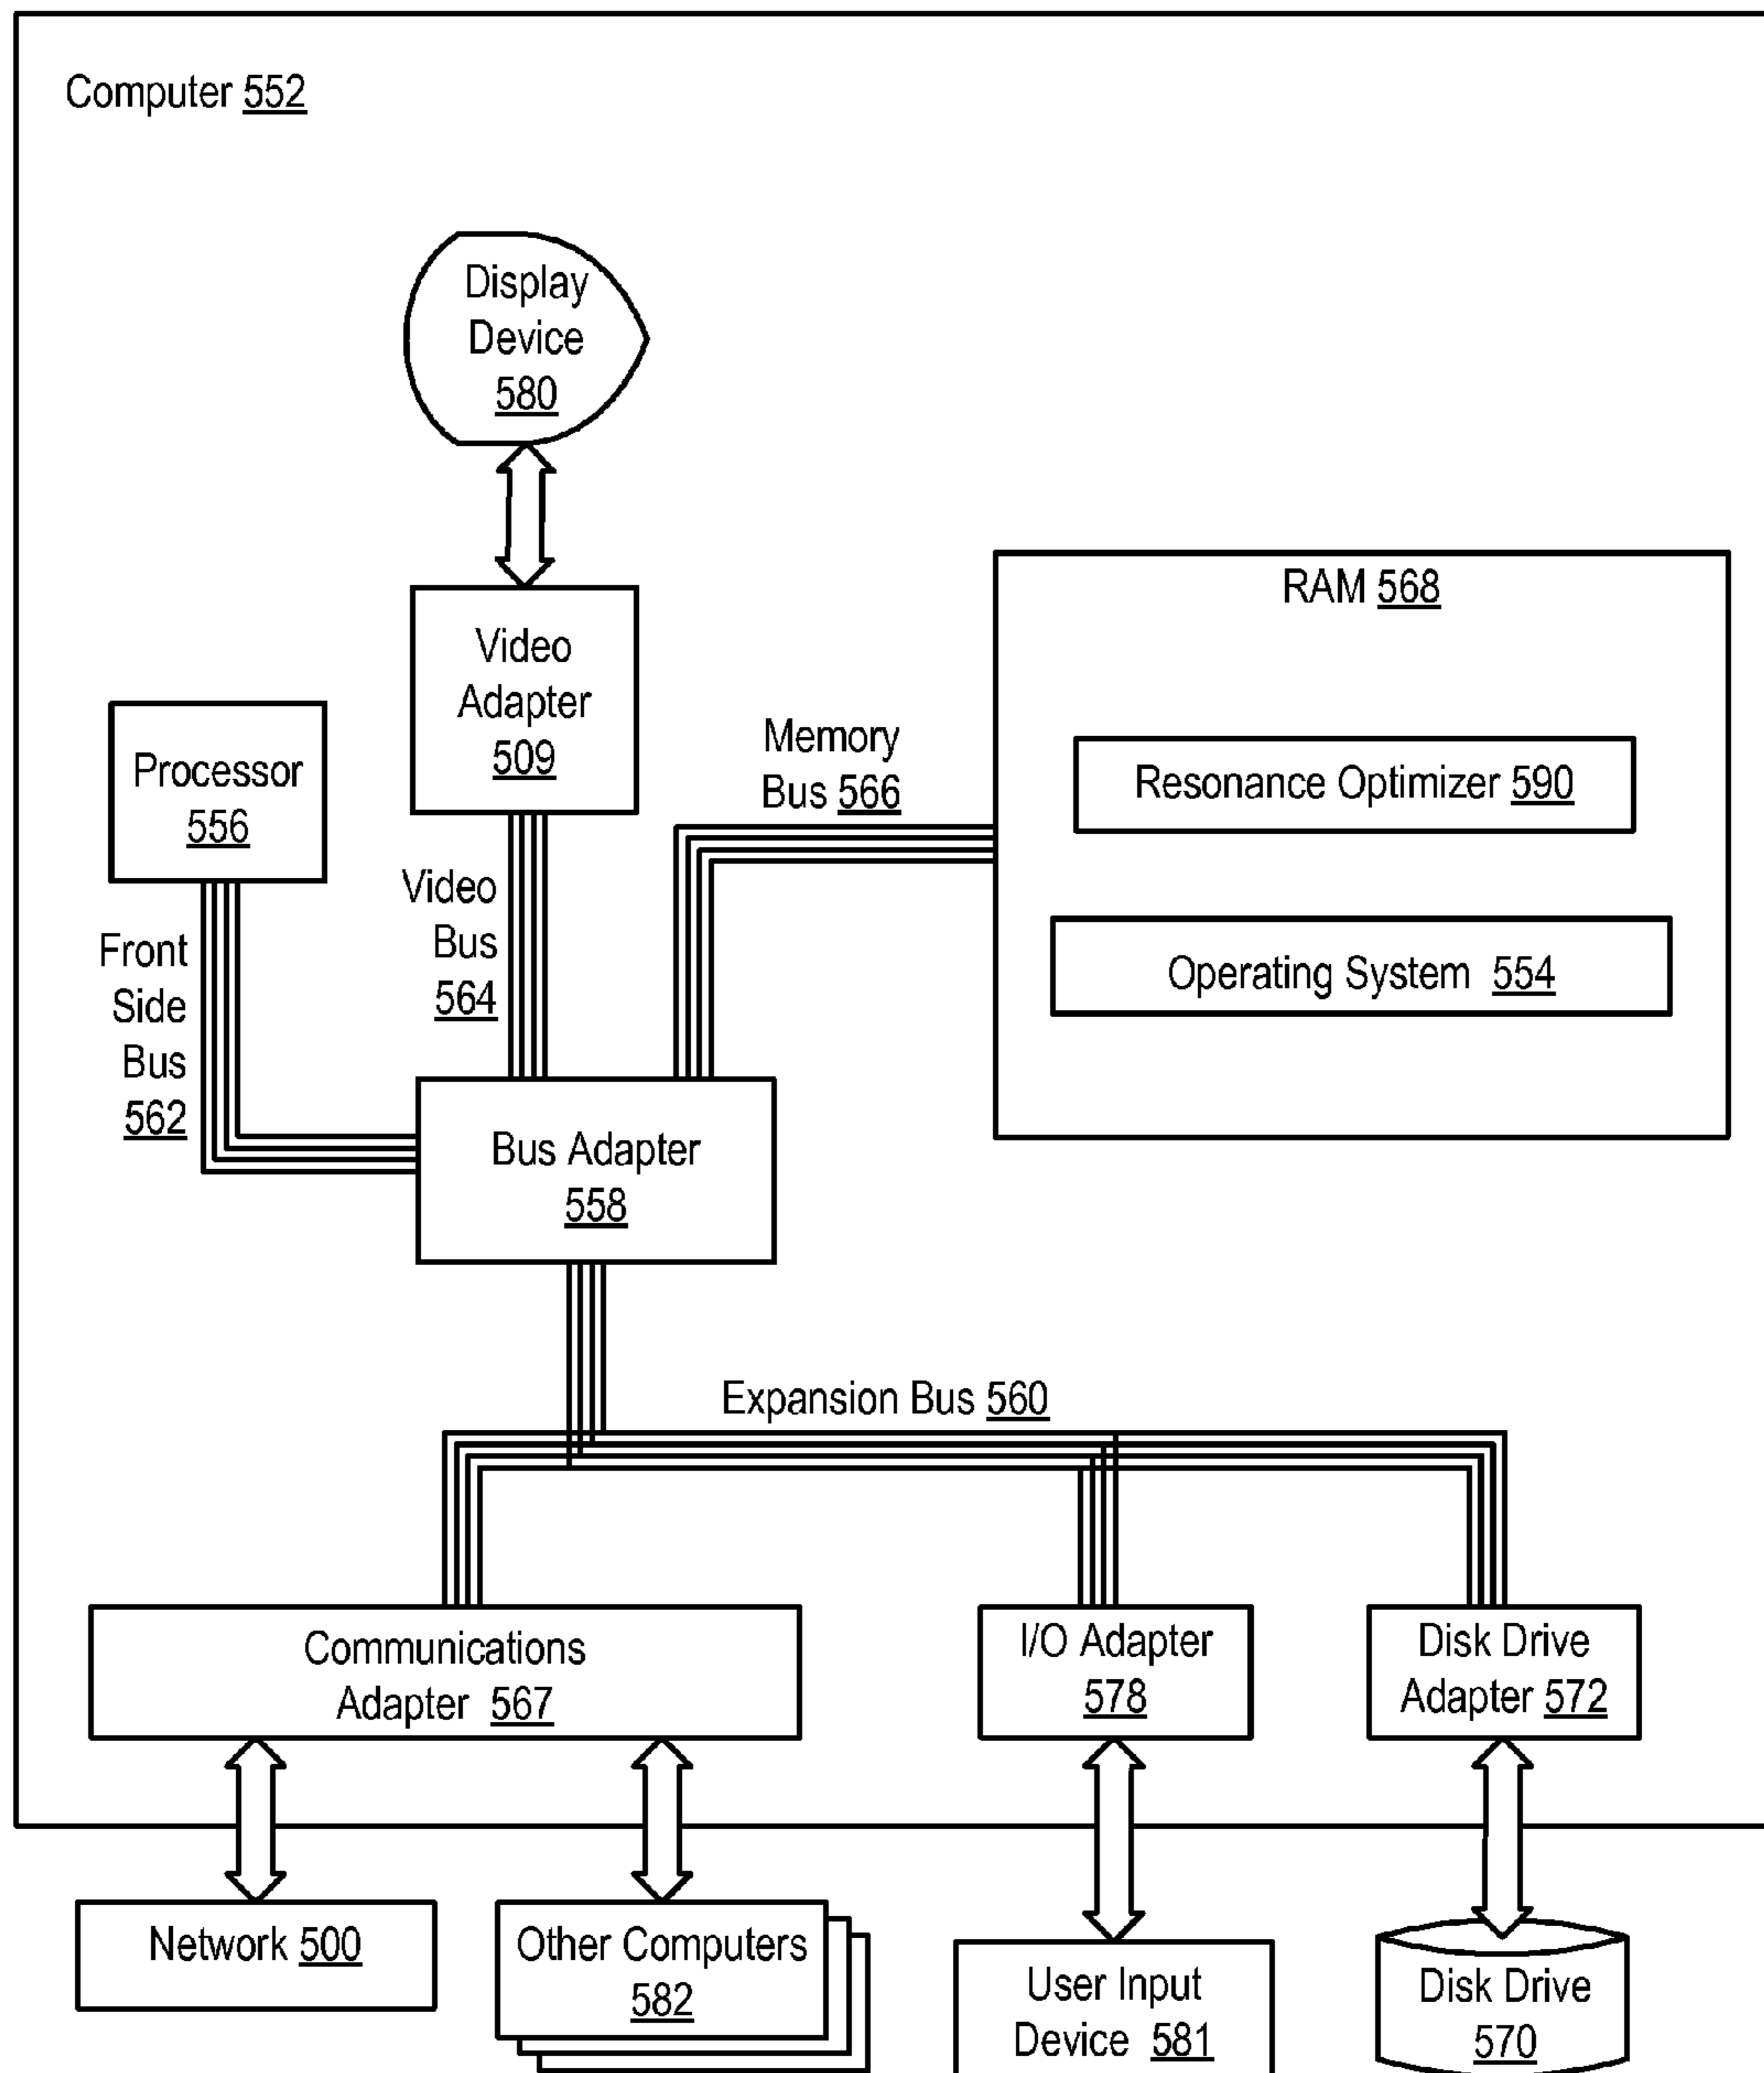 Computer 552
Display
Device
580
Video
Adapter
509
RAM 568
Resonance Optimizer 590
Operating System 554
Processor
556
Memory
Bus 566
Video
Bus
564
Front
Side
Bus
562
Bus Adapter
558
Expansion Bus 560
Communications
Adapter 567
I/O Adapter
578
Disk Drive
Adapter 572
Network 500
Other Computers
582
User Input
Device 581
Disk Drive
570